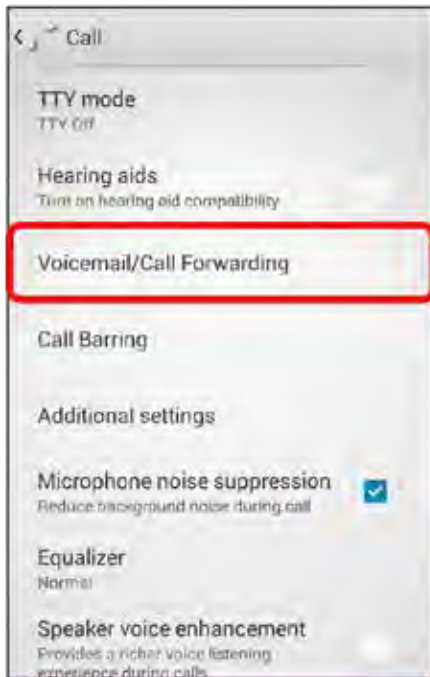 Call
TTY mode
TTY Off
Hearing aids
Turn on hearing aid compatibility
Voicemail/Call Forwarding
Call Barring
Additional settings
Microphone noise suppression
Reduce background noise during call
Equalizer
Normal
Speaker voice enhancement
Provides a richer voice listening
experience during calls